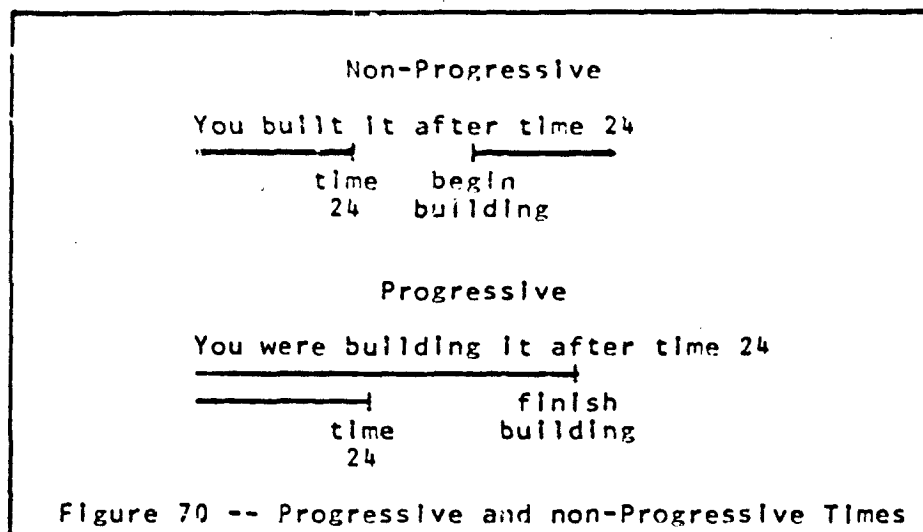 Non-Progressive
You built it after time 24
time begin
24 building
Progressive
You were building it after time 24
finish
time building
24
Figure 70 -- Progressive and non-Progressive Times